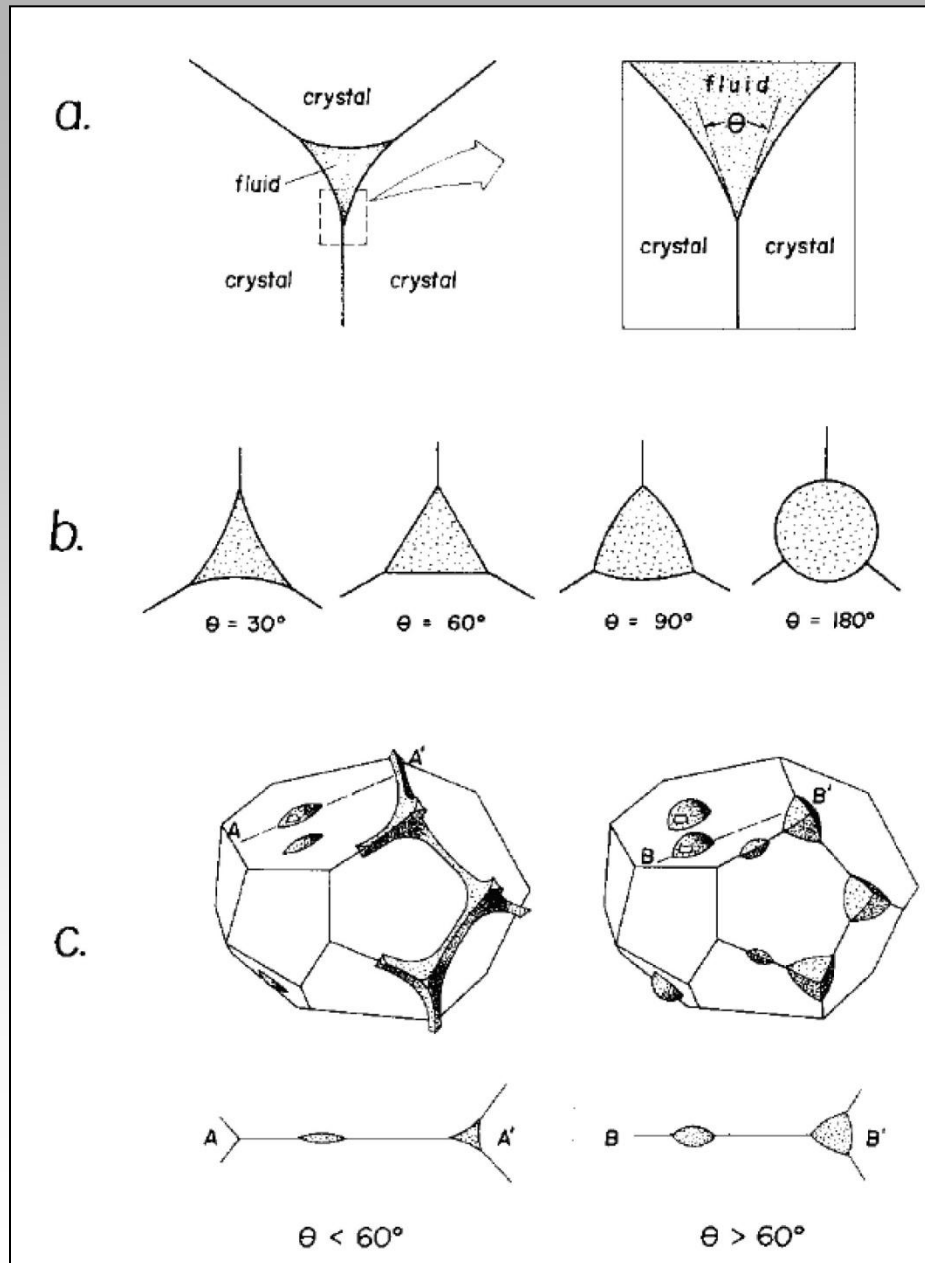 a.
crystal
fluid
crystal
crystal
fluid
θ
crystal
crystal
b.
θ = 30°
θ = 60°
θ = 90°
θ = 180°
c.
A
A'
B
B'
A
A'
B
B'
θ < 60°
θ > 60°